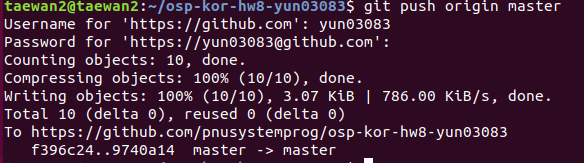 taewan2@taewan2:~/osp-kor-hw8-yun03083$ git push origin master
Username for 'https://github.com': yun03083
Password for 'https://yun03083@github.com':
Counting objects: 10, done.
Compressing objects: 100% (10/10), done.
Writing objects: 100% (10/10), 3.07 KiB | 786.00 KiB/s, done.
Total 10 (delta 0), reused 0 (delta 0)
To https://github.com/pnusystemprog/osp-kor-hw8-yun03083
   f396c24..9740a14  master -> master